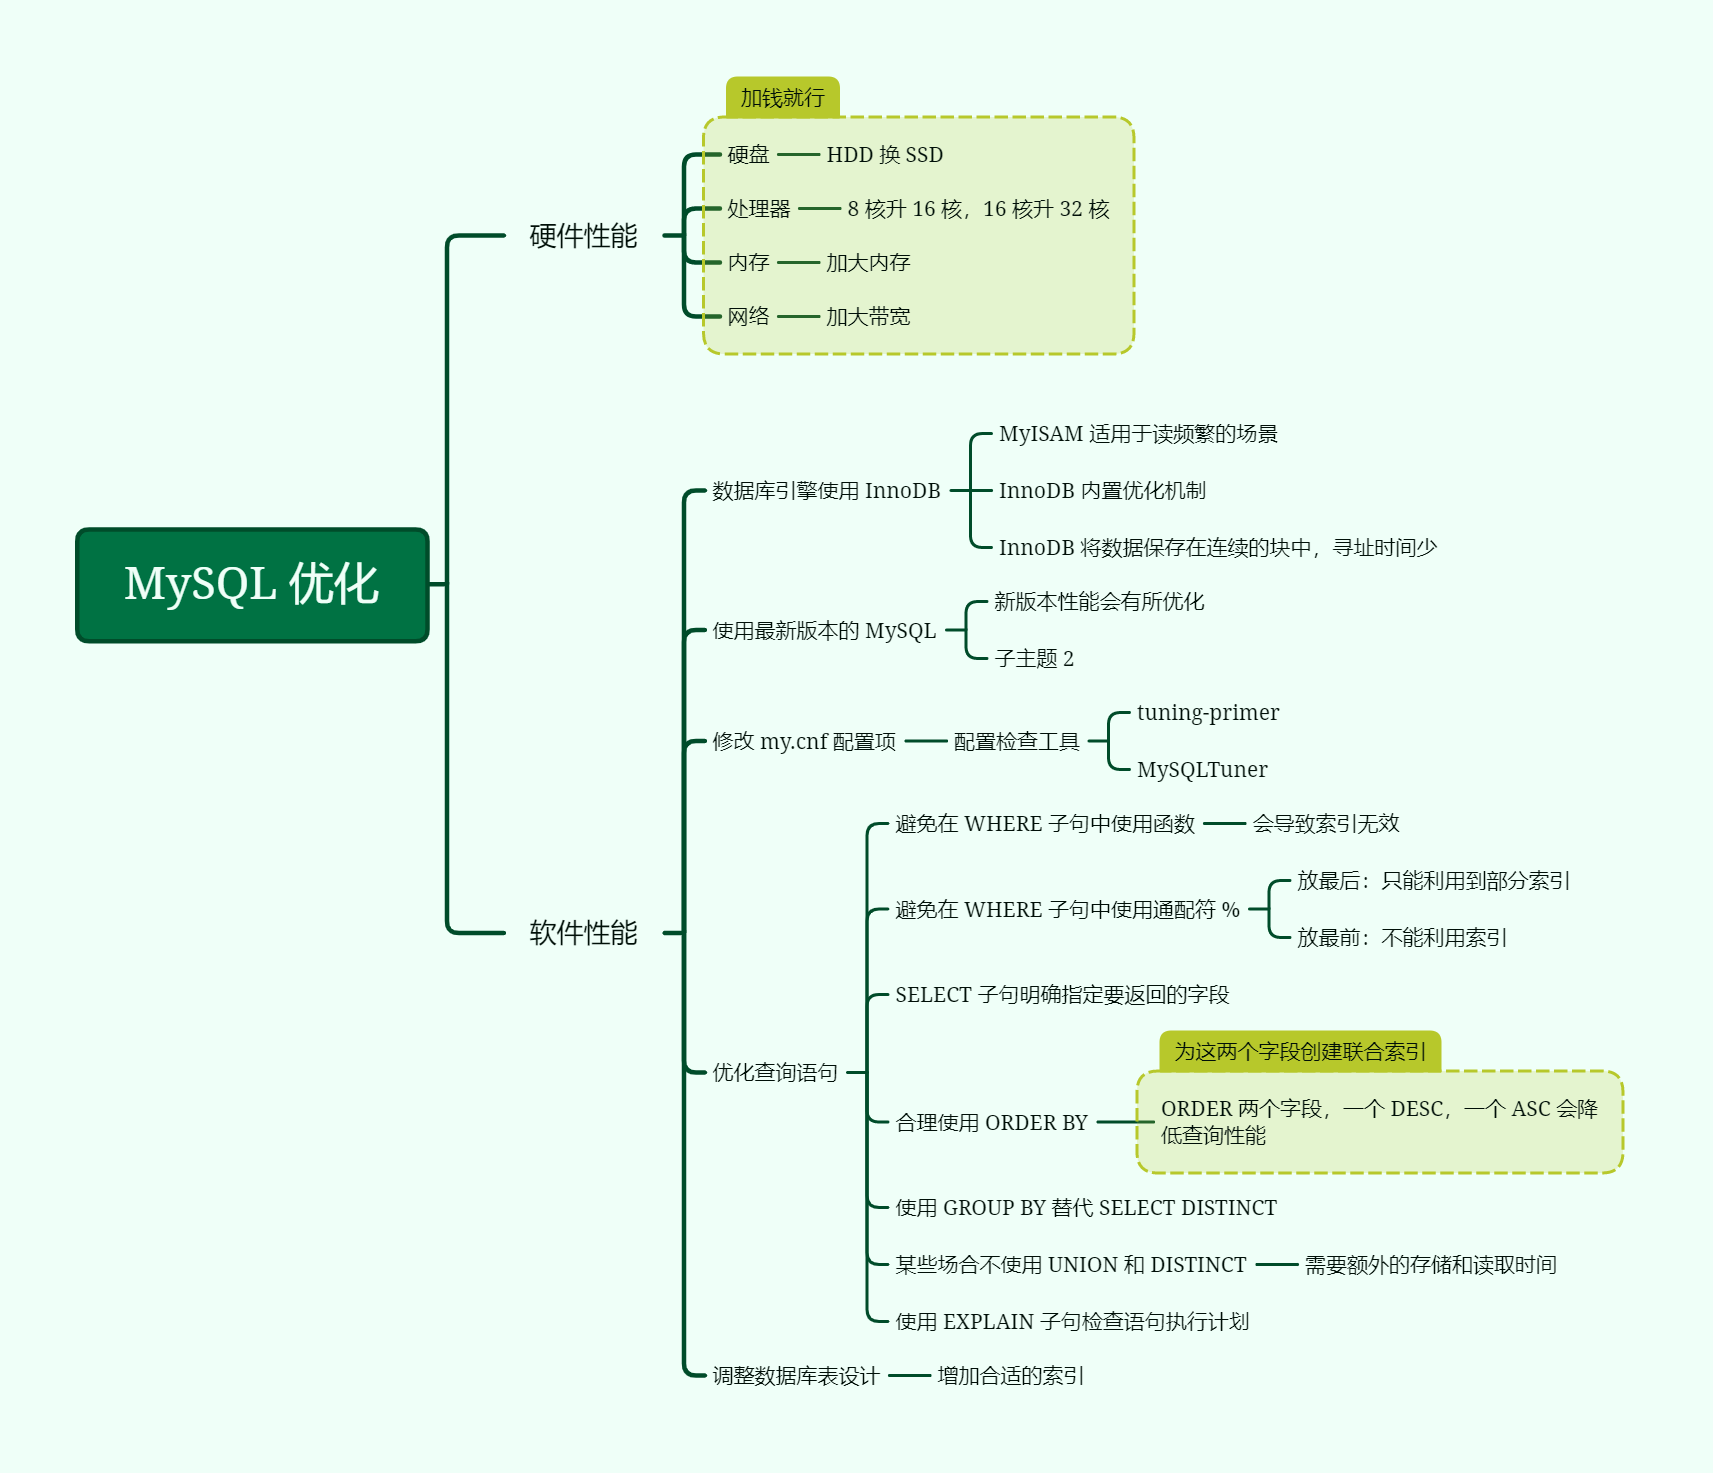 MySQL 优化
硬件性能
加钱就行
硬盘
HDD 换 SSD
处理器
8 核升 16 核，16 核升 32 核
内存
加大内存
网络
加大带宽
软件性能
数据库引擎使用 InnoDB
MyISAM 适用于读频繁的场景
InnoDB 内置优化机制
InnoDB 将数据保存在连续的块中，寻址时间少
使用最新版本的 MySQL
新版本性能会有所优化
子主题 2
修改 my.cnf 配置项
配置检查工具
tuning-primer
MySQLTuner
优化查询语句
避免在 WHERE 子句中使用函数
会导致索引无效
避免在 WHERE 子句中使用通配符 %
放最后：只能利用到部分索引
放最前：不能利用索引
SELECT 子句明确指定要返回的字段
合理使用 ORDER BY
为这两个字段创建联合索引
ORDER 两个字段，一个 DESC，一个 ASC 会降
低查询性能
使用 GROUP BY 替代 SELECT DISTINCT
某些场合不使用 UNION 和 DISTINCT
需要额外的存储和读取时间
使用 EXPLAIN 子句检查语句执行计划
调整数据库表设计
增加合适的索引